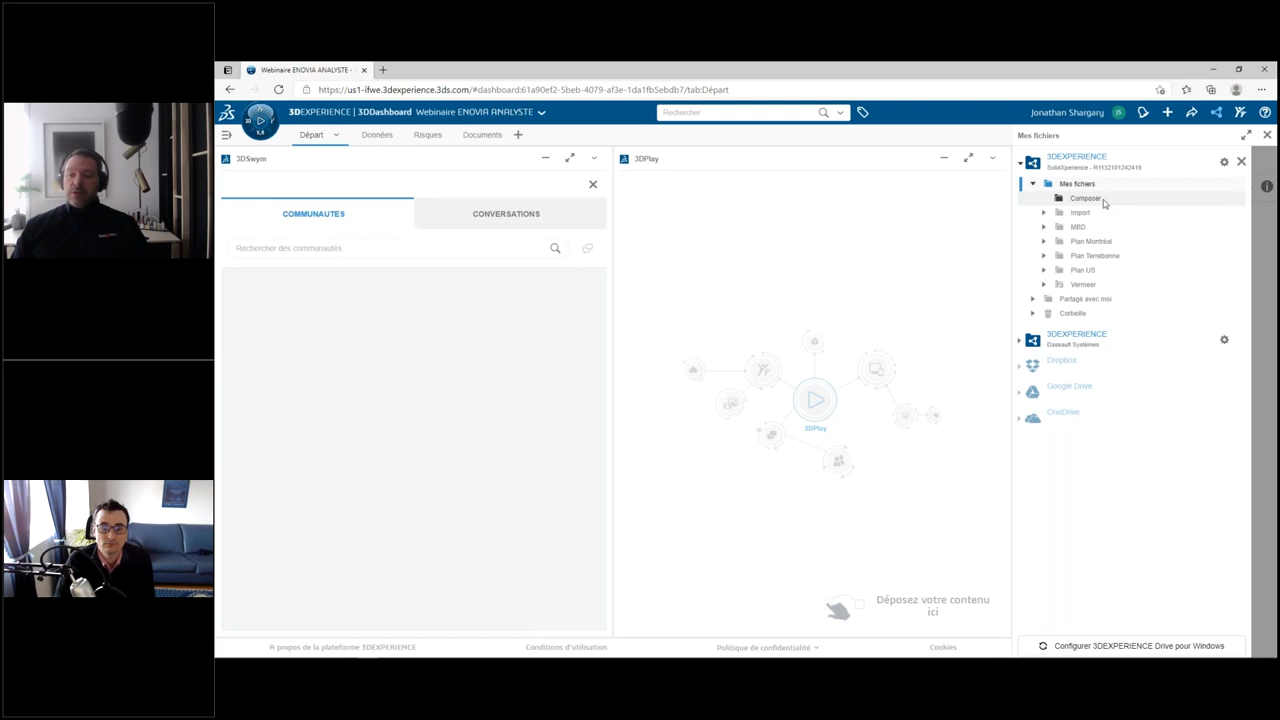 Webinaire ENOVIA ANALYSTE -
https://us1-ifwe.3dexperience.3ds.com/#dashboard:61a90ef2-5beb-4079-af3e-1da1fb5ebdb7/tab:Départ
3DEXPERIENCE | 3DDashboard Webinaire ENOVIA ANALYSTE
Rechercher
Jonathan Shargary
JS
V,R
Départ
Données
Risques
Documents
Mes fichiers
3DSwym
3DPlay
COMMUNAUTES
CONVERSATIONS
Rechercher des communautés
3DPlay
Déposez votre contenu
ici
3DEXPERIENCE
SolidXperience - R1132101242419
Mes fichiers
Composer
Import
MBD
Plan Montréal
Plan Terrebonne
Plan US
Vermeer
Partagé avec moi
Corbeille
3DEXPERIENCE
Dassault Systèmes
Dropbox
Google Drive
OneDrive
Configurer 3DEXPERIENCE Drive pour Windows
R propos de la plateforme 3DEXPERIENCE
Conditions d'utilisation
Politique de confidentialité
Cookies